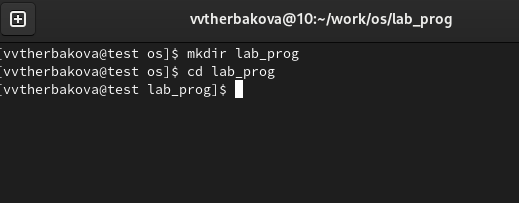 vvtherbakova@10:~/work/os/lab_prog
[vvtherbakova@test os]$ mkdir lab_prog
[vvtherbakova@test os]$ cd lab_prog
[vvtherbakova@test lab_prog]$